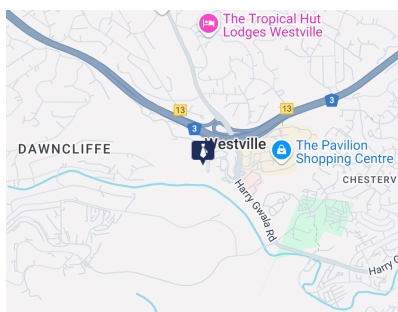 The Tropical Hut
Lodges Westville
3
13
13
3
Westville
DAWNCLIFFE
The Pavilion
Shopping Centre
CHESTERV
Harry Gwala Rd
Harry G